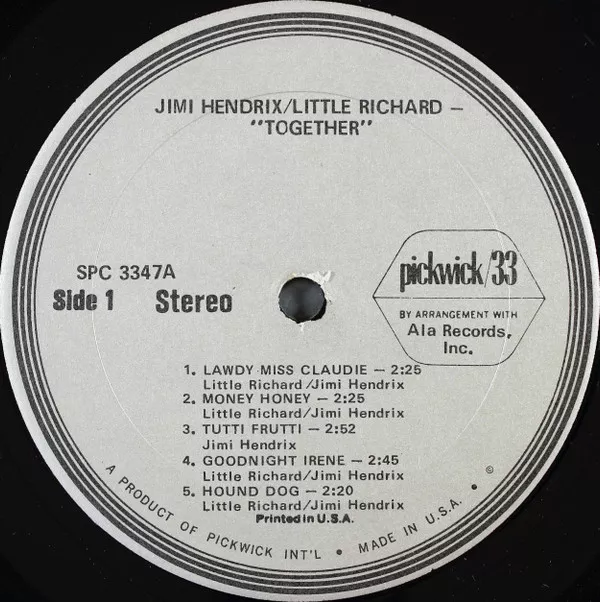 JIMI HENDRIX/LITTLE RICHARD –
"TOGETHER"
SPC 3347A
Side 1 Stereo
pickwick/33
BY ARRANGEMENT WITH
Ala Records,
Inc.
1. LAWDY MISS CLAUDIE – 2:25
Little Richard/Jimi Hendrix
2. MONEY HONEY – 2:25
Little Richard/Jimi Hendrix
3. TUTTI FRUTTI – 2:52
Jimi Hendrix
4. GOODNIGHT IRENE – 2:45
Little Richard/Jimi Hendrix
5. HOUND DOG – 2:20
Little Richard/Jimi Hendrix
Printed in U.S.A.
A PRODUCT OF PICKWICK INT'L • MADE IN U.S.A. • ©